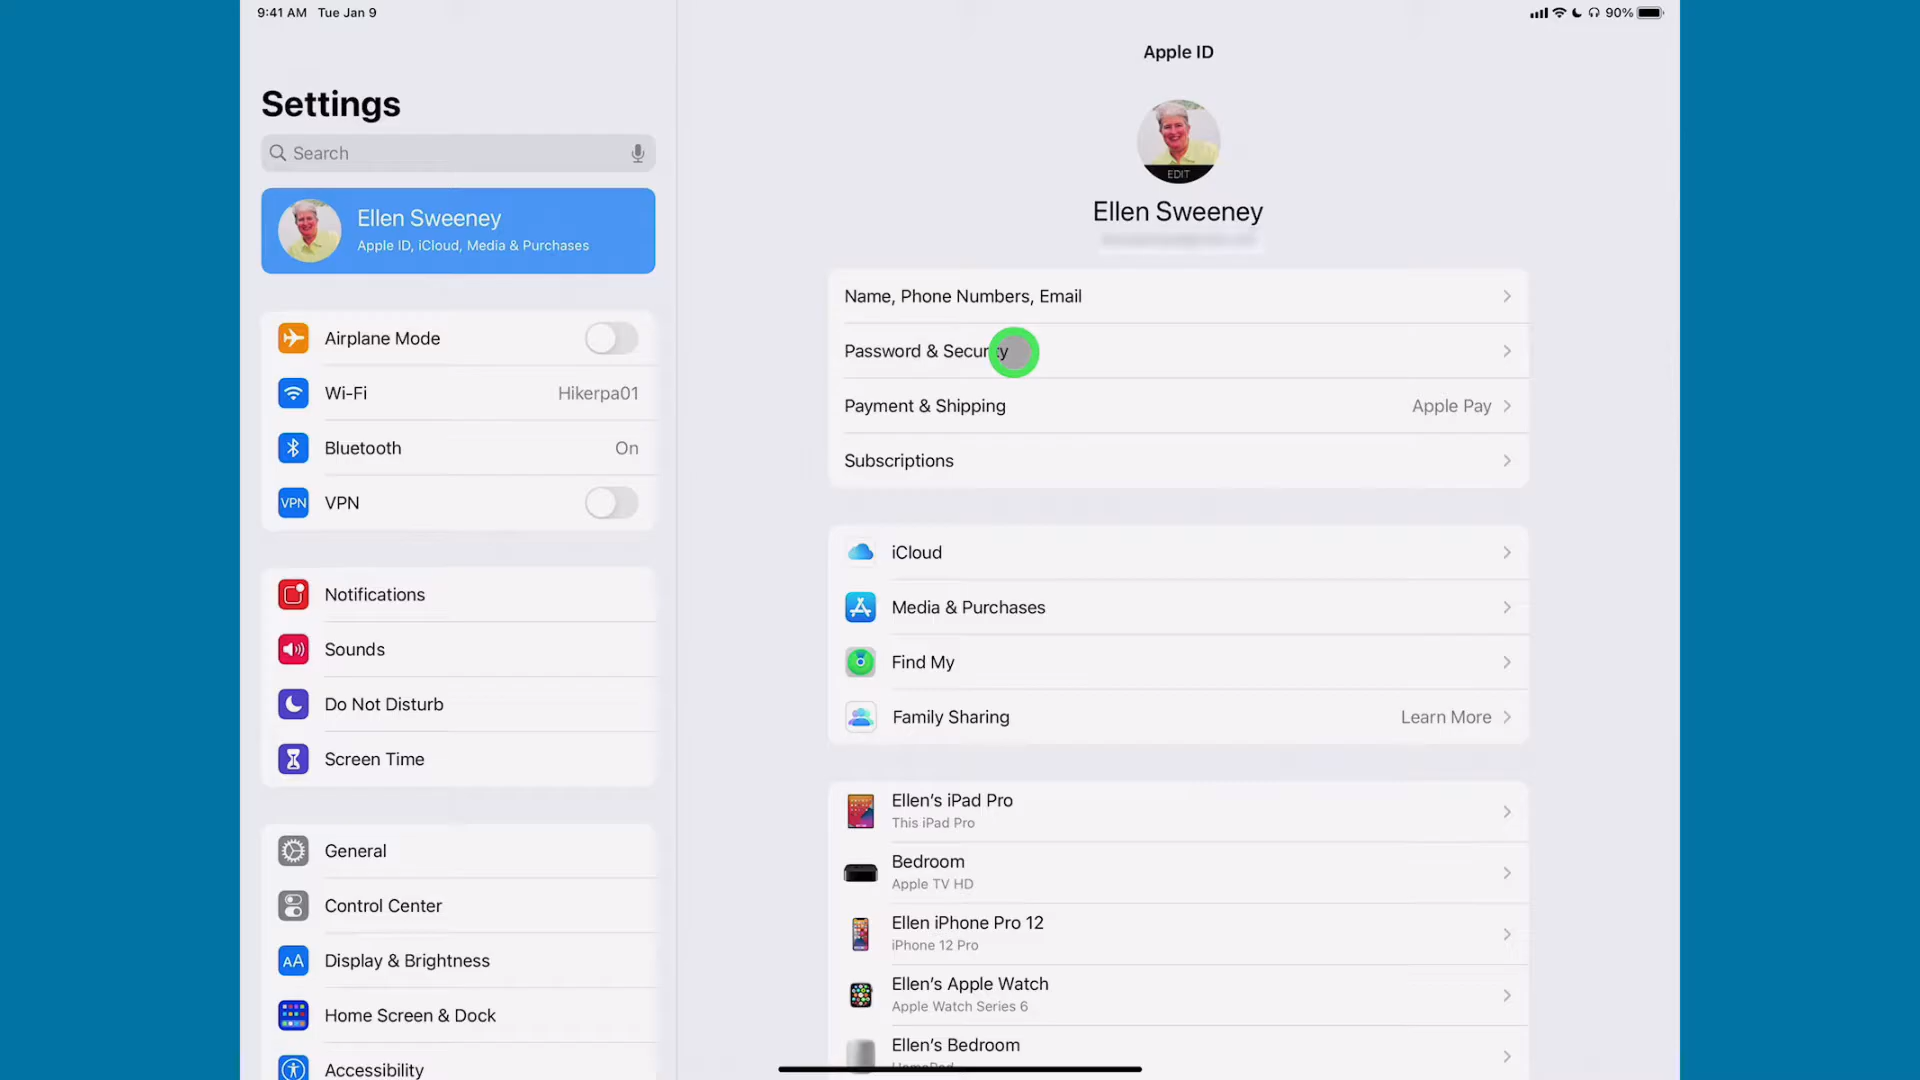 9:41 AM Tue Jan 9
90%
Settings
Search
Ellen Sweeney
Apple ID, iCloud, Media & Purchases
Airplane Mode
Wi-Fi Hikerpa01
Bluetooth On
VPN VPN
Notifications
Sounds
Do Not Disturb
Screen Time
General
Control Center
AA Display & Brightness
Home Screen & Dock
Accessibility
Apple ID
EDIT
Ellen Sweeney
Name, Phone Numbers, Email
Password & Security
Payment & Shipping Apple Pay
Subscriptions
iCloud
Media & Purchases
Find My
Family Sharing Learn More
Ellen's iPad Pro
This iPad Pro
Bedroom
Apple TV HD
Ellen iPhone Pro 12
iPhone 12 Pro
Ellen's Apple Watch
Apple Watch Series 6
Ellen's Bedroom
HomePod